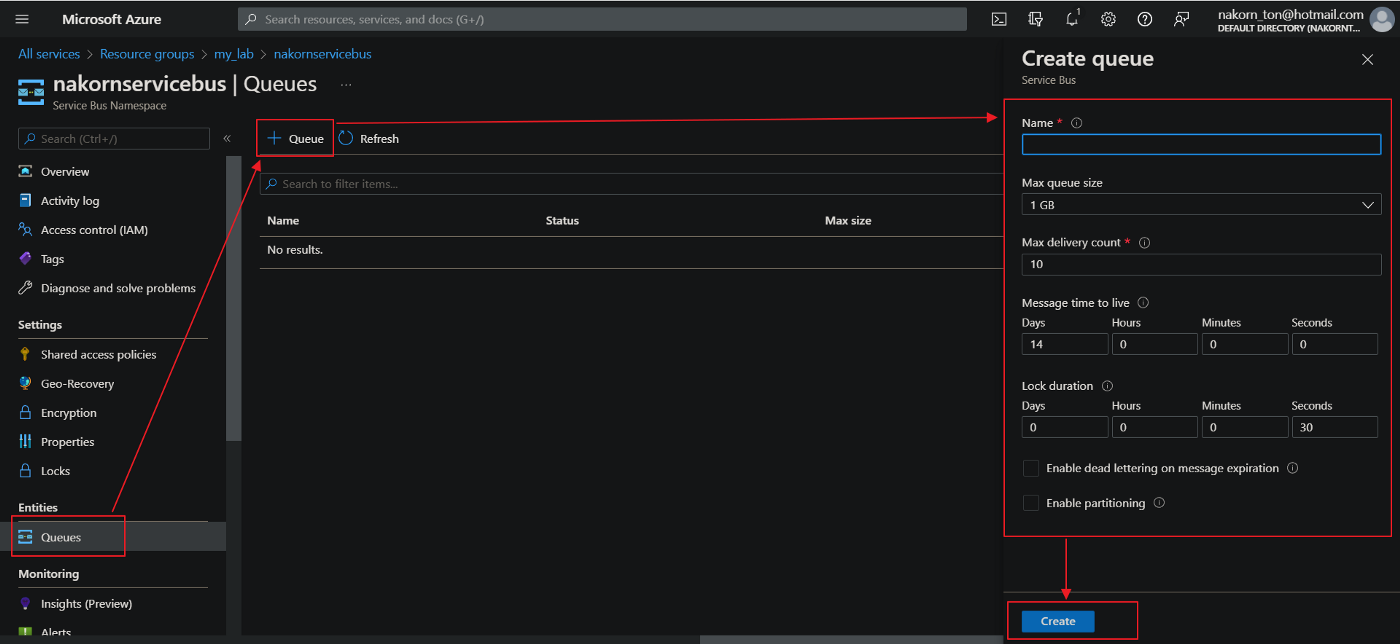 Microsoft Azure
Search resources, services, and docs (G+/)
1
nakorn_ton@hotmail.com
DEFAULT DIRECTORY (NAKORNT...
All services > Resource groups > my_lab > nakornservicebus
nakornservicebus | Queues ...
Service Bus Namespace
Search (Ctrl+/) «
Overview
Activity log
Access control (IAM)
Tags
Diagnose and solve problems
Settings
Shared access policies
Geo-Recovery
Encryption
Properties
Locks
Entities
Queues
Monitoring
Insights (Preview)
Alerts
+ Queue Refresh
Search to filter items...
Name Status Max size
No results.
Create queue
Service Bus
Name *
Max queue size
1 GB
Max delivery count *
10
Message time to live
Days Hours Minutes Seconds
14 0 0 0
Lock duration
Days Hours Minutes Seconds
0 0 0 30
Enable dead lettering on message expiration
Enable partitioning
Create